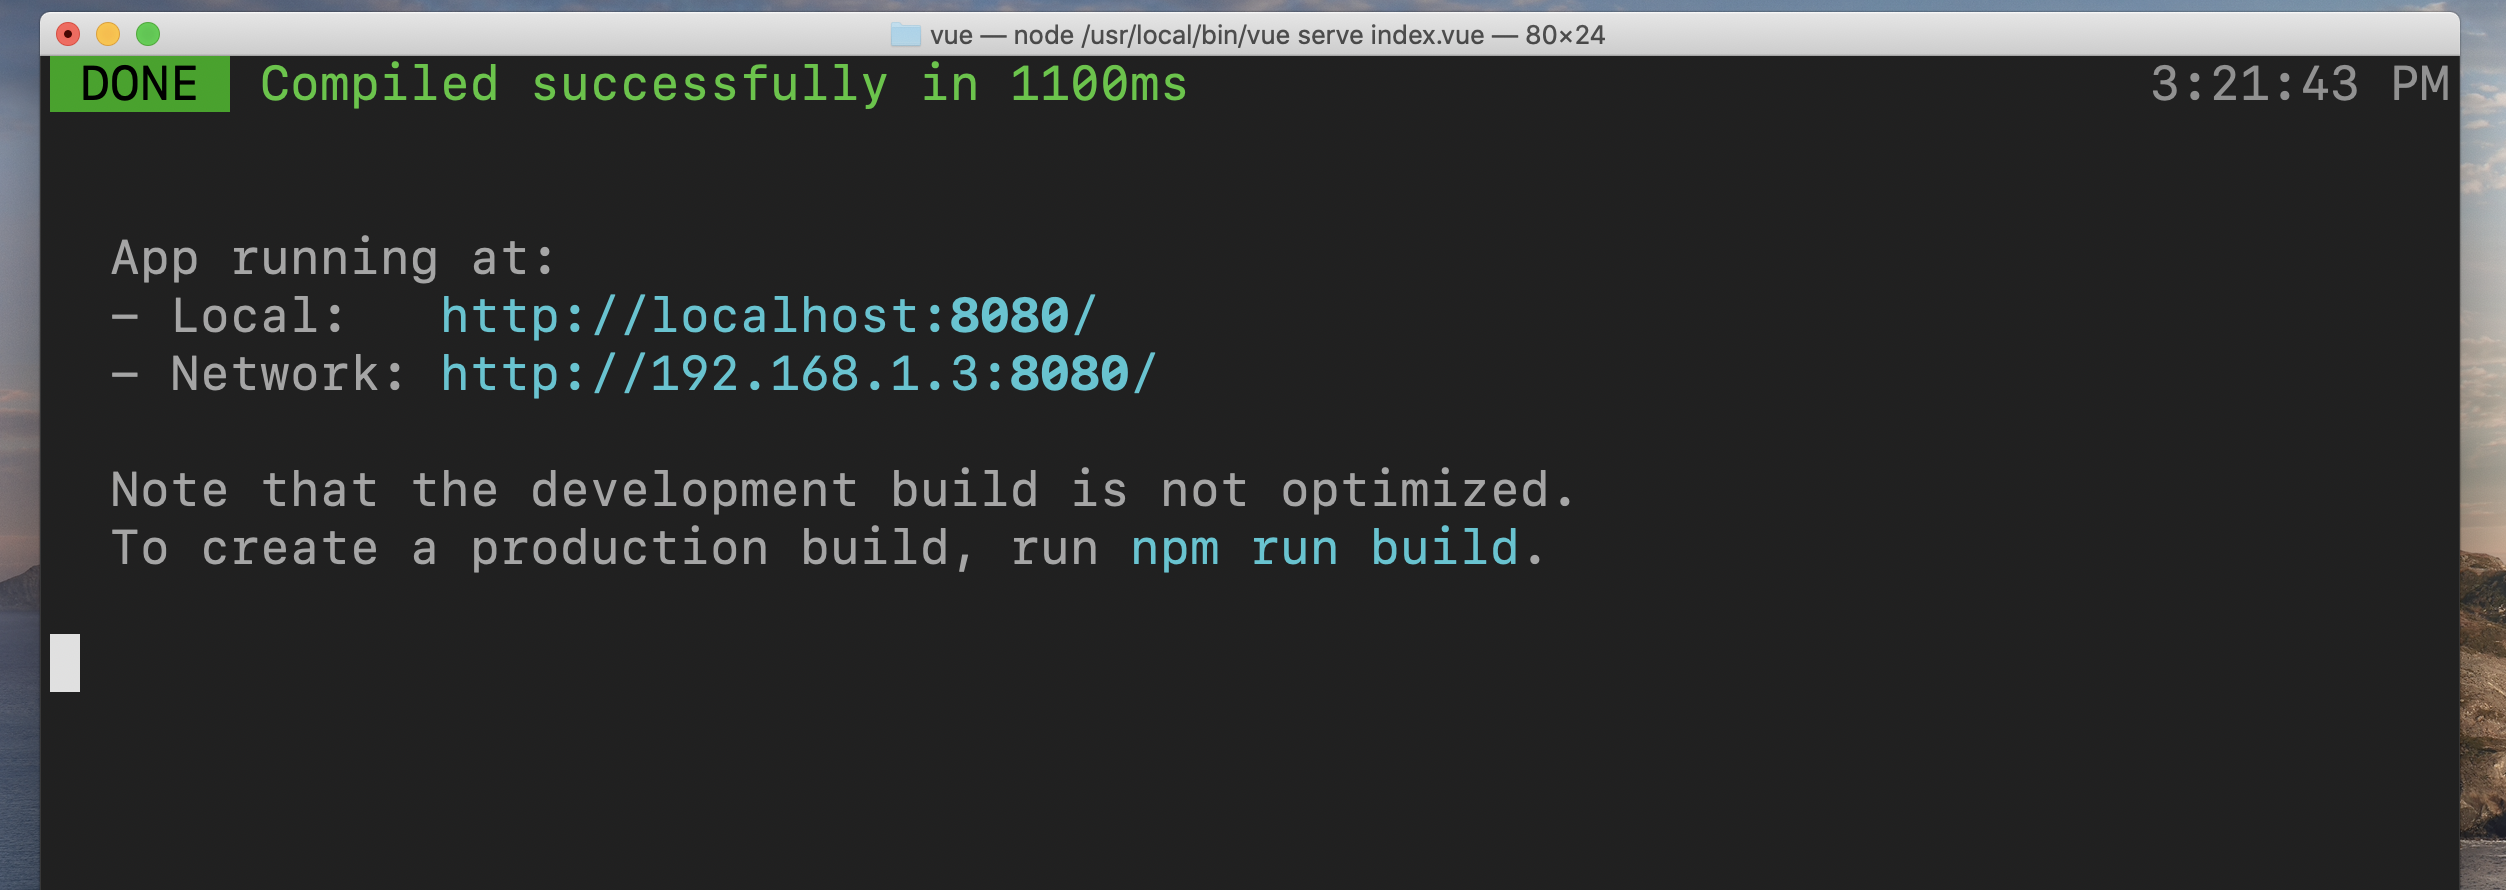 vue — node /usr/local/bin/vue serve index.vue — 80×24
DONE Compiled successfully in 1100ms 3:21:43 PM
App running at:
- Local: http://localhost:8080/
- Network: http://192.168.1.3:8080/
Note that the development build is not optimized.
To create a production build, run npm run build.